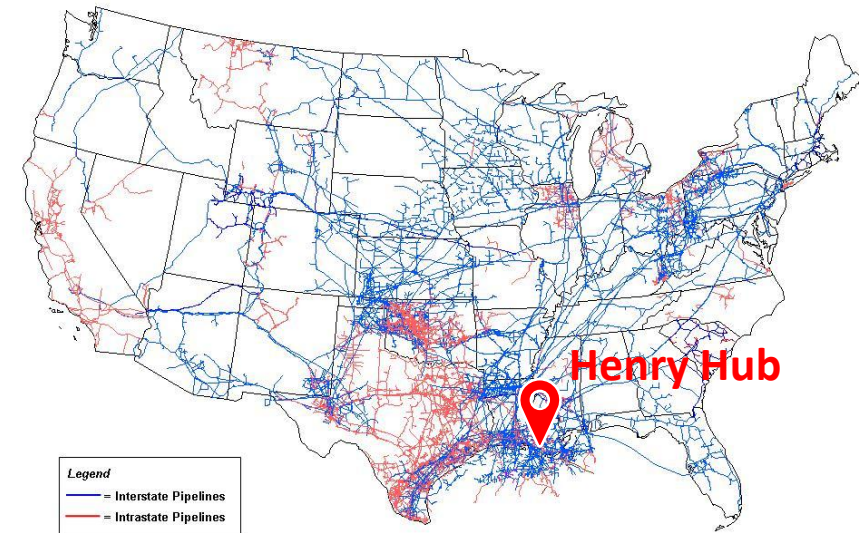 Henry Hub
Legend
= Interstate Pipelines
= Intrastate Pipelines